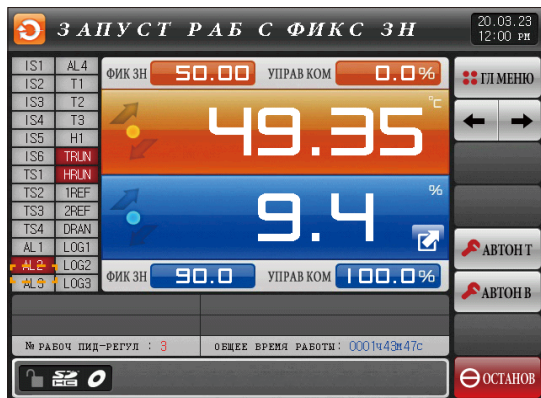 ЗАПУСТ РАБ С ФИКС ЗН
20.03.23
12:00 PM
IS1 AL4
IS2 T1
IS3 T2
IS4 T3
IS5 H1
IS6 TRUN
TS1 HRUN
TS2 1REF
TS3 2REF
TS4 DRAN
AL1 LOG1
AL2 LOG2
AL3 LOG3
ФИК ЗН 50.00 УПРАВ КОМ 0.0%
49.35 °C
9.4 %
ФИК ЗН 90.0 УПРАВ КОМ 100.0%
№ РАБОЧ ПИД-РЕГУЛ : 3 ОБЩЕЕ ВРЕМЯ РАБОТЫ: 0001Ч43М47С
ГЛ МЕНЮ
АВТОН Т
АВТОН В
SD HC
ОСТАНОВ